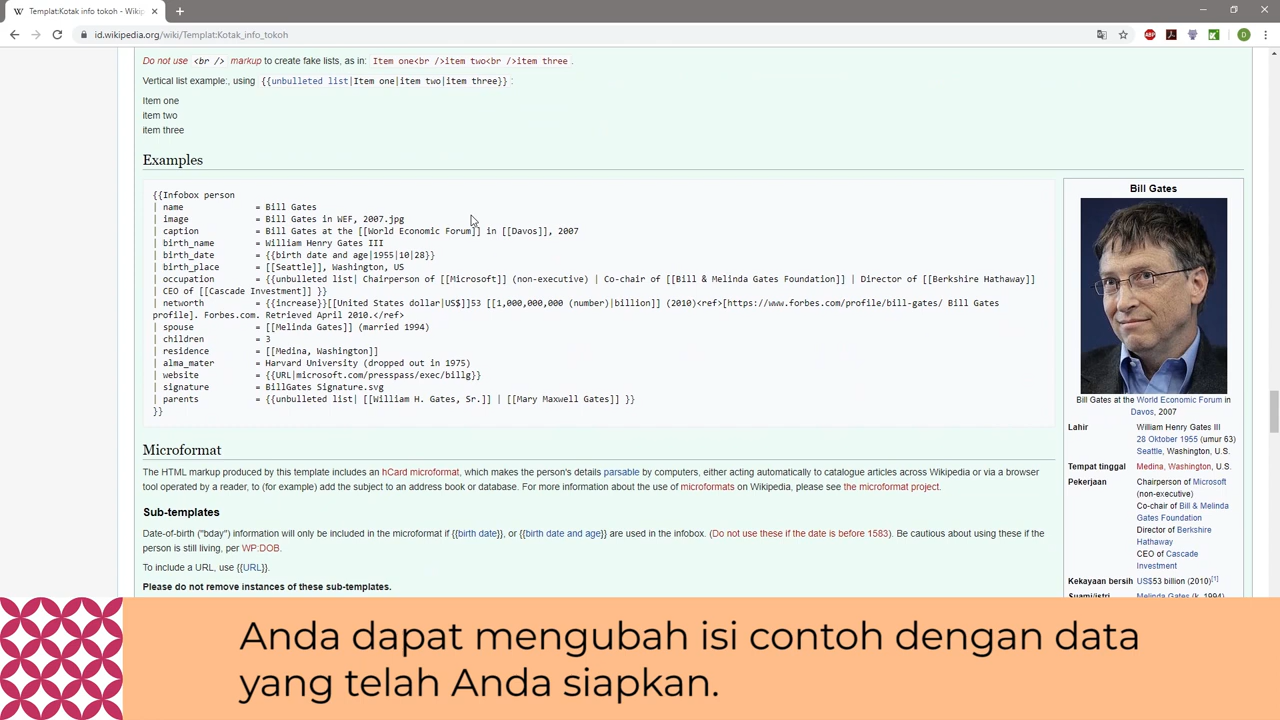 Templat:Kotak info tokoh - Wikip
id.wikipedia.org/wiki/Templat:Kotak_info_tokoh
ABP
D
Do not use <br /> markup to create fake lists, as in: Item one<br />item two<br />item three .
Vertical list example:, using {{unbulleted list|Item one|item two|item three}} :
Item one
item two
item three
Examples
{{Infobox person
| name = Bill Gates
| image = Bill Gates in WEF, 2007.jpg
| caption = Bill Gates at the [[World Economic Forum]] in [[Davos]], 2007
| birth_name = William Henry Gates III
| birth_date = {{birth date and age|1955|10|28}}
| birth_place = [[Seattle]], Washington, US
| occupation = {{unbulleted list| Chairperson of [[Microsoft]] (non-executive) | Co-chair of [[Bill & Melinda Gates Foundation]] | Director of [[Berkshire Hathaway]]
| CEO of [[Cascade Investment]] }}
| networth = {{increase}}[[United States dollar|US$]]53 [[1,000,000,000 (number)|billion]] (2010)<ref>[https://www.forbes.com/profile/bill-gates/ Bill Gates
profile]. Forbes.com. Retrieved April 2010.</ref>
| spouse = [[Melinda Gates]] (married 1994)
| children = 3
| residence = [[Medina, Washington]]
| alma_mater = Harvard University (dropped out in 1975)
| website = {{URL|microsoft.com/presspass/exec/billg}}
| signature = BillGates Signature.svg
| parents = {{unbulleted list| [[William H. Gates, Sr.]] | [[Mary Maxwell Gates]] }}
}}
Bill Gates
Bill Gates at the World Economic Forum in
Davos, 2007
Lahir William Henry Gates III
28 Oktober 1955 (umur 63)
Seattle, Washington, U.S.
Tempat tinggal Medina, Washington, U.S.
Pekerjaan Chairperson of Microsoft
(non-executive)
Co-chair of Bill & Melinda
Gates Foundation
Director of Berkshire
Hathaway
CEO of Cascade
Investment
Kekayaan bersih US$53 billion (2010)[1]
Suami/istri Melinda Gates (k. 1994)
Microformat
The HTML markup produced by this template includes an hCard microformat, which makes the person's details parsable by computers, either acting automatically to catalogue articles across Wikipedia or via a browser
tool operated by a reader, to (for example) add the subject to an address book or database. For more information about the use of microformats on Wikipedia, please see the microformat project.
Sub-templates
Date-of-birth ("bday") information will only be included in the microformat if {{birth date}}, or {{birth date and age}} are used in the infobox. (Do not use these if the date is before 1583). Be cautious about using these if the
person is still living, per WP:DOB.
To include a URL, use {{URL}}.
Please do not remove instances of these sub-templates.
Anda dapat mengubah isi contoh dengan data
yang telah Anda siapkan.